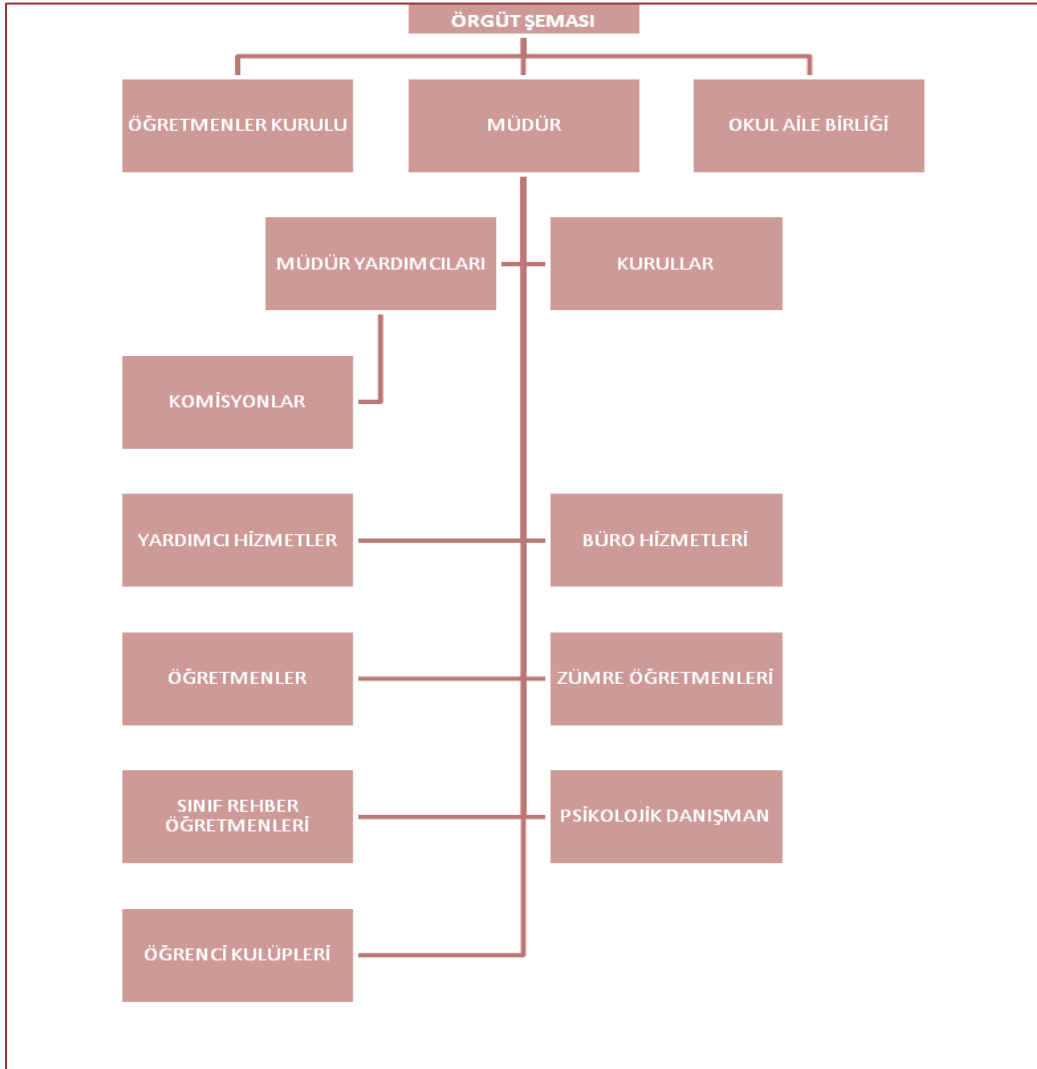 ÖRGÜT ŞEMASI
ÖĞRETMENLER KURULU
MÜDÜR
OKUL AİLE BİRLİĞİ
MÜDÜR YARDIMCILARI
KURULLAR
KOMİSYONLAR
YARDIMCI HİZMETLER
BÜRO HİZMETLERİ
ÖĞRETMENLER
ZÜMRE ÖĞRETMENLERİ
SINIF REHBER
ÖĞRETMENLERİ
PSİKOLOJİK DANIŞMAN
ÖĞRENCİ KULÜPLERİ